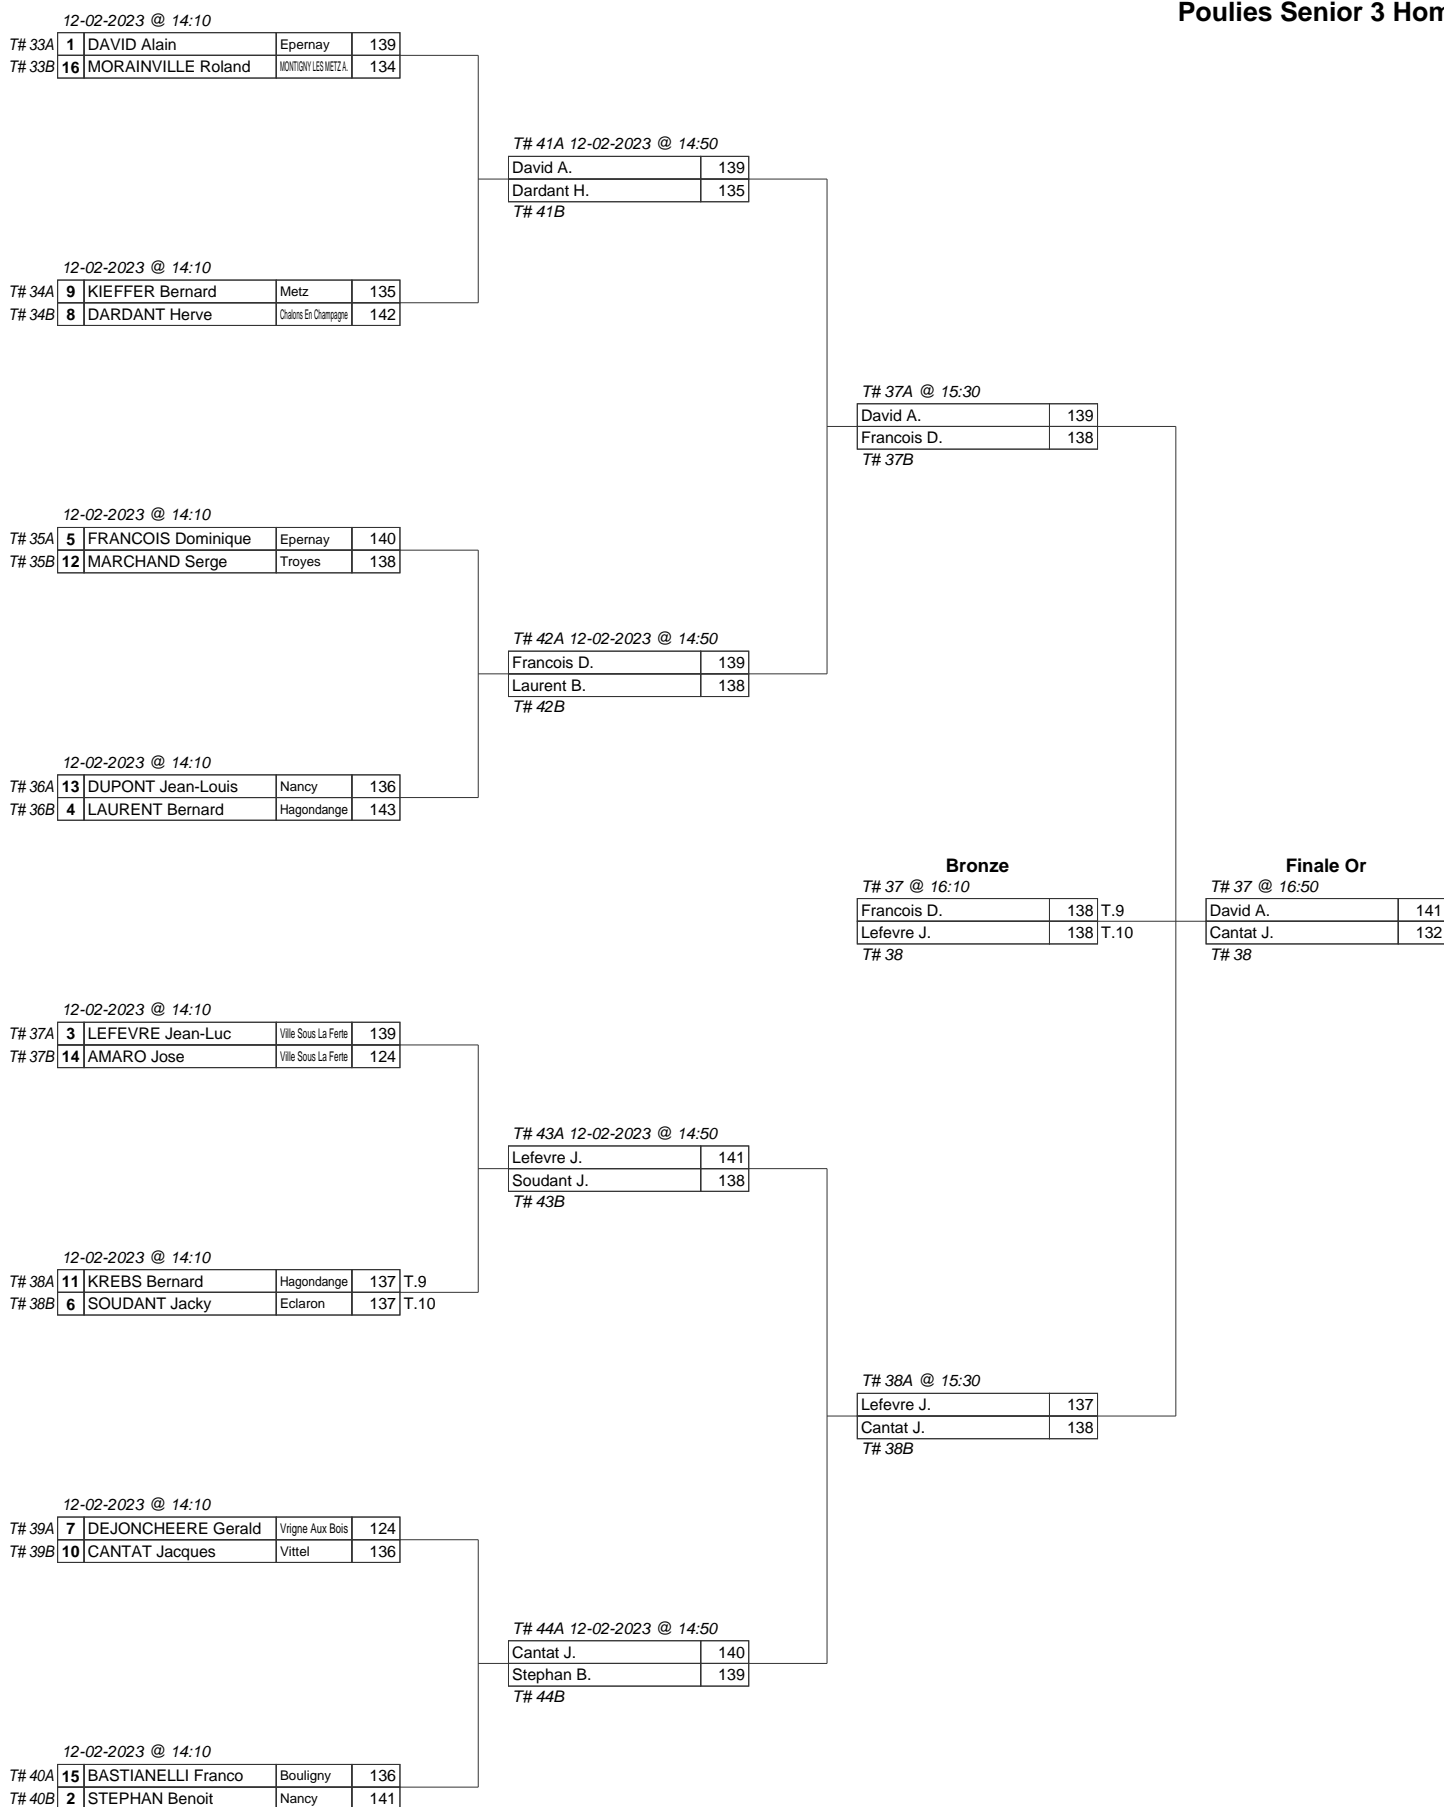 Poulies Senior 3 Hom
12-02-2023 @ 14:10
T# 33A 1 DAVID Alain Epernay 139
T# 33B 16 MORAINVILLE Roland MONTIGNY LES METZ A. 134
T# 41A 12-02-2023 @ 14:50
David A. 139
Dardant H. 135
T# 41B
12-02-2023 @ 14:10
T# 34A 9 KIEFFER Bernard Metz 135
T# 34B 8 DARDANT Herve Chalons En Champagne 142
T# 37A @ 15:30
David A. 139
Francois D. 138
T# 37B
12-02-2023 @ 14:10
T# 35A 5 FRANCOIS Dominique Epernay 140
T# 35B 12 MARCHAND Serge Troyes 138
T# 42A 12-02-2023 @ 14:50
Francois D. 139
Laurent B. 138
T# 42B
12-02-2023 @ 14:10
T# 36A 13 DUPONT Jean-Louis Nancy 136
T# 36B 4 LAURENT Bernard Hagondange 143
Bronze Finale Or
T# 37 @ 16:10 T# 37 @ 16:50
Francois D. 138 T.9 David A. 141
Lefevre J. 138 T.10 Cantat J. 132
T# 38 T# 38
12-02-2023 @ 14:10
T# 37A 3 LEFEVRE Jean-Luc Ville Sous La Ferte 139
T# 37B 14 AMARO Jose Ville Sous La Ferte 124
T# 43A 12-02-2023 @ 14:50
Lefevre J. 141
Soudant J. 138
T# 43B
12-02-2023 @ 14:10
T# 38A 11 KREBS Bernard Hagondange 137 T.9
T# 38B 6 SOUDANT Jacky Eclaron 137 T.10
T# 38A @ 15:30
Lefevre J. 137
Cantat J. 138
T# 38B
12-02-2023 @ 14:10
T# 39A 7 DEJONCHEERE Gerald Vrigne Aux Bois 124
T# 39B 10 CANTAT Jacques Vittel 136
T# 44A 12-02-2023 @ 14:50
Cantat J. 140
Stephan B. 139
T# 44B
12-02-2023 @ 14:10
T# 40A 15 BASTIANELLI Franco Bouligny 136
T# 40B 2 STEPHAN Benoit Nancy 141